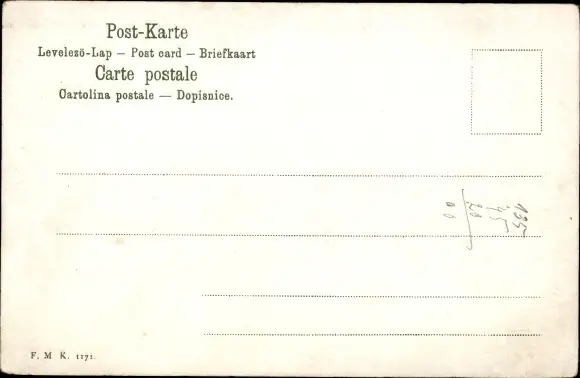 Post-Karte
Levelezö-Lap – Post card – Briefkaart
Carte postale
Cartolina postale — Dopisnice.
F. M K. 1171.